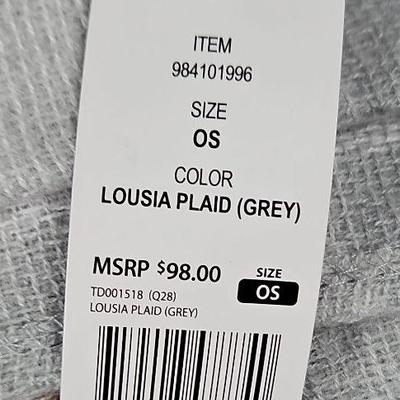 ITEM
984101996
SIZE
OS
COLOR
LOUSIA PLAID (GREY)
MSRP $98.00
SIZE
OS
TD001518 (Q28)
LOUSIA PLAID (GREY)